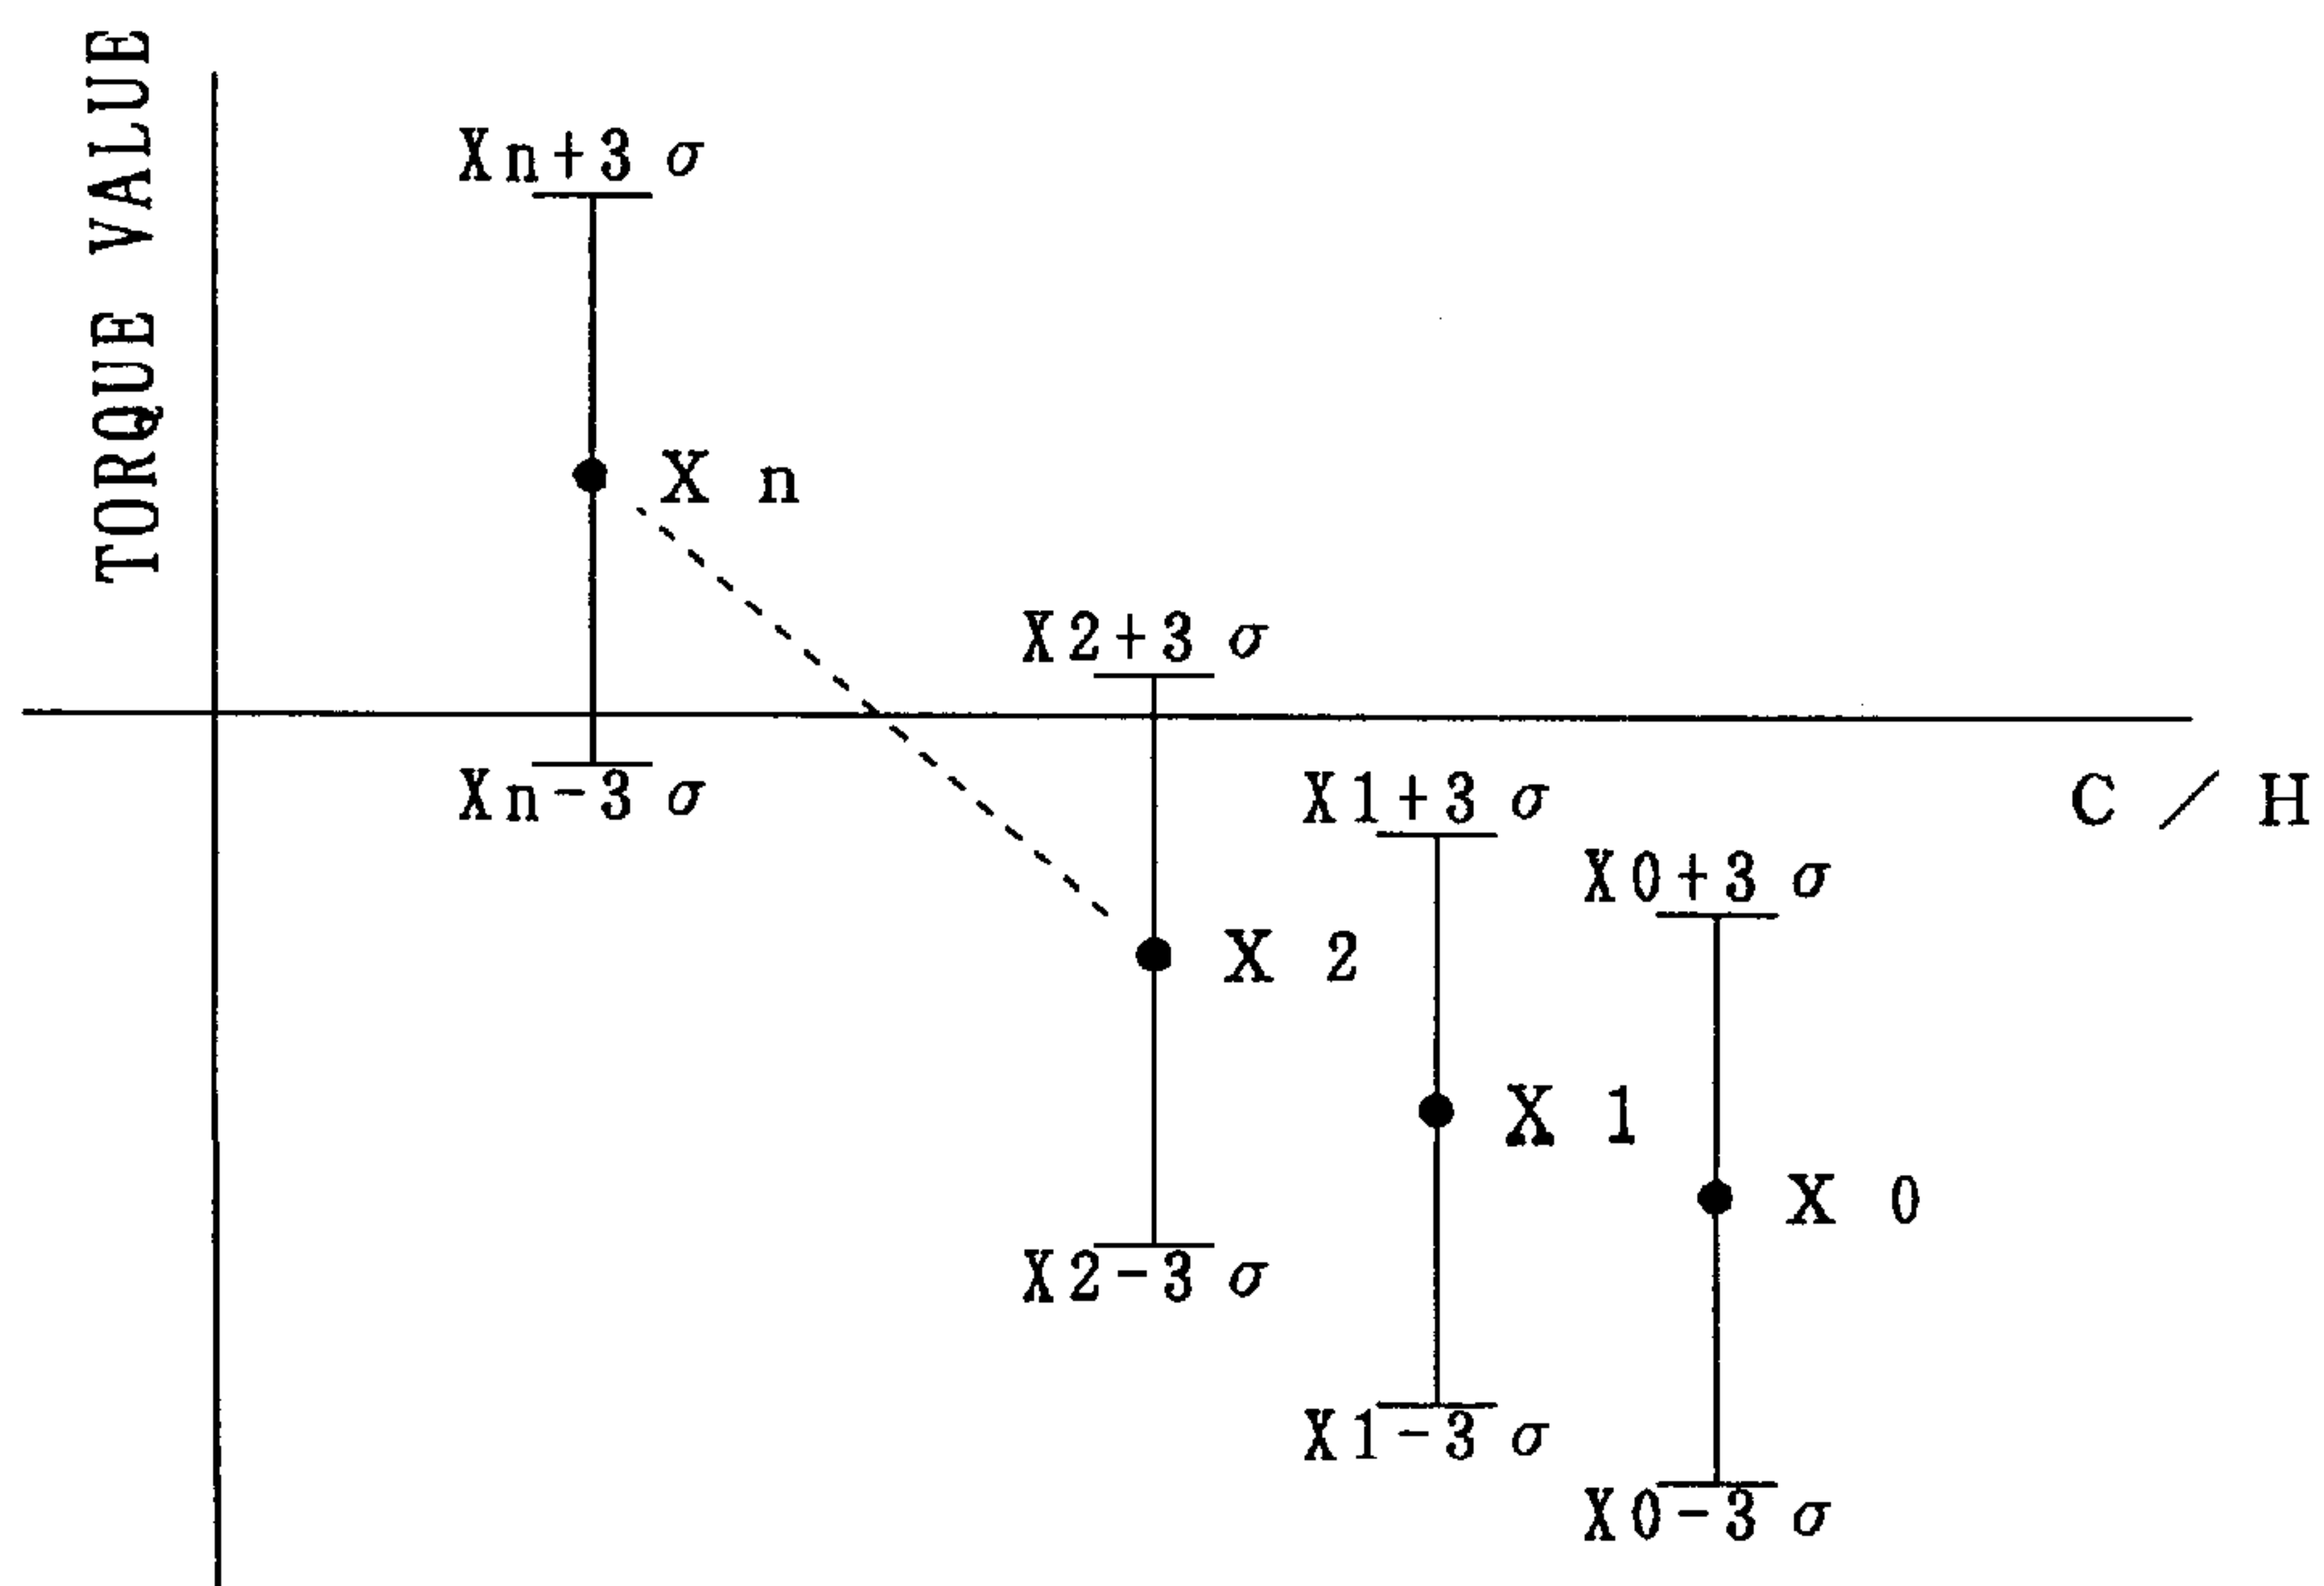 TORQUE VALUE
Xn+3σ
X n
Xn-3σ
X2+3σ
X 2
X2-3σ
X1+3σ
X 1
X1-3σ
X0+3σ
X 0
X0-3σ
C / H